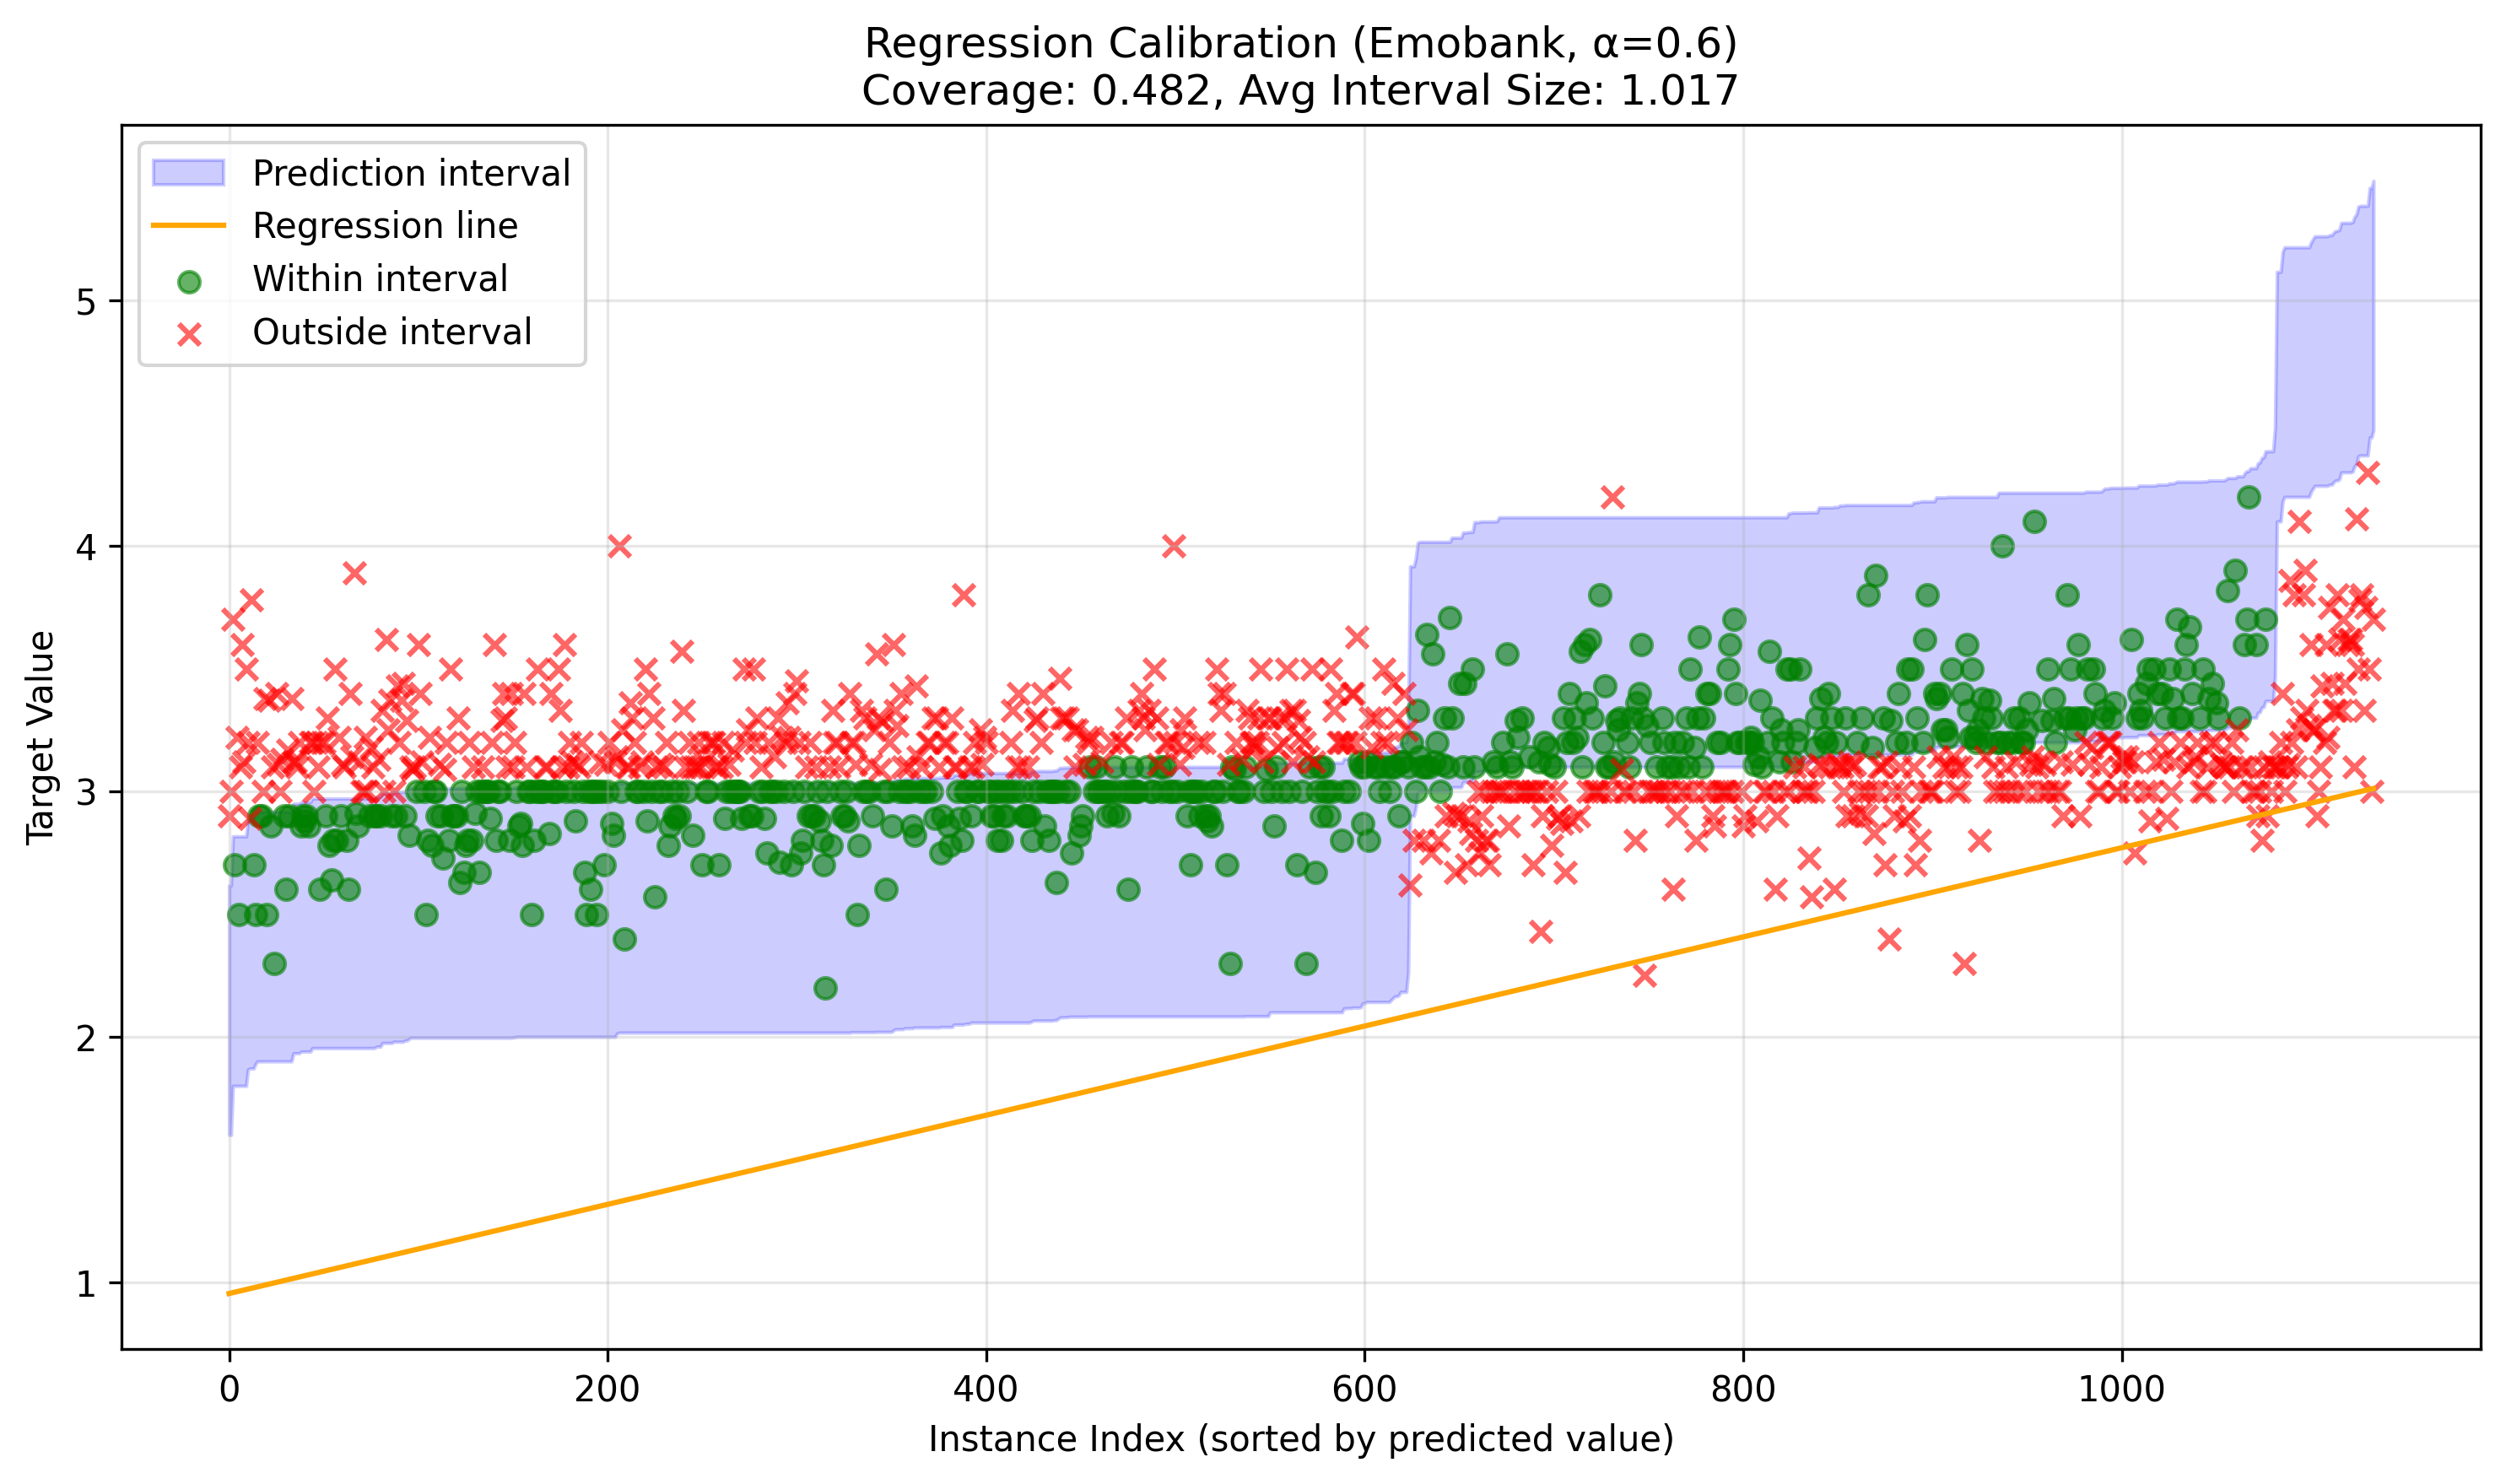 Regression Calibration (Emobank, α=0.6)
Coverage: 0.482, Avg Interval Size: 1.017
Prediction interval
Regression line
Within interval
Outside interval
Target Value
5
4
3
2
1
0
200
400
600
800
1000
Instance Index (sorted by predicted value)